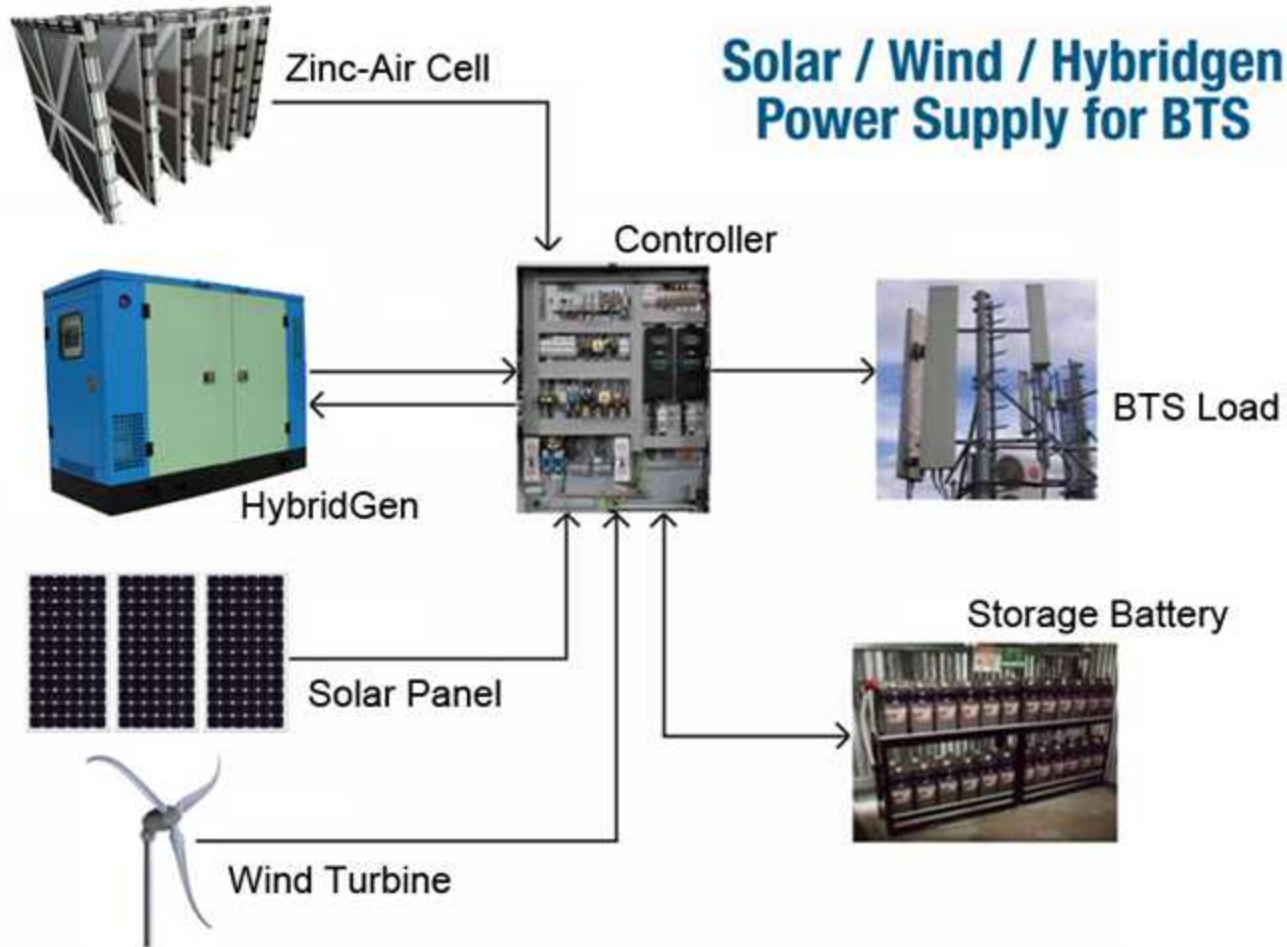 Solar / Wind / Hybridgen
Power Supply for BTS
Zinc-Air Cell
Controller
HybridGen
BTS Load
Solar Panel
Storage Battery
Wind Turbine